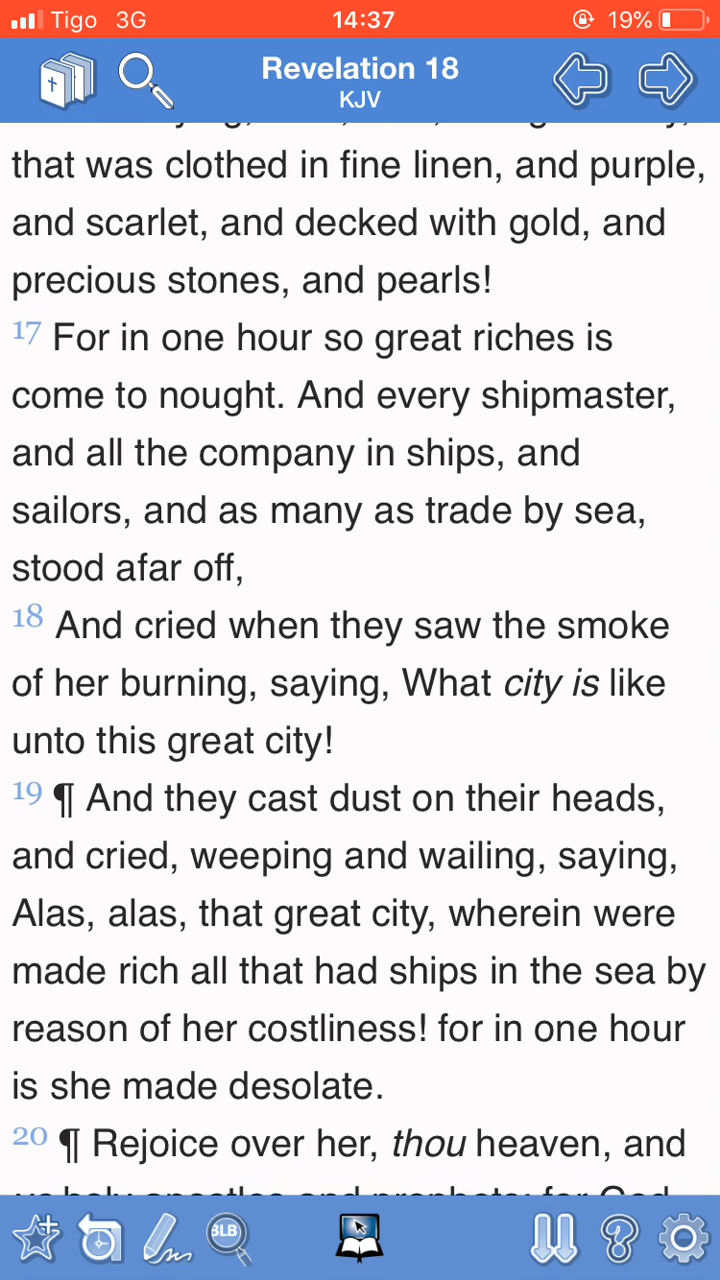 Tigo 3G 14:37 19%
Revelation 18
KJV
that was clothed in fine linen, and purple,
and scarlet, and decked with gold, and
precious stones, and pearls!
17 For in one hour so great riches is
come to nought. And every shipmaster,
and all the company in ships, and
sailors, and as many as trade by sea,
stood afar off,
18 And cried when they saw the smoke
of her burning, saying, What city is like
unto this great city!
19 ¶ And they cast dust on their heads,
and cried, weeping and wailing, saying,
Alas, alas, that great city, wherein were
made rich all that had ships in the sea by
reason of her costliness! for in one hour
is she made desolate.
20 ¶ Rejoice over her, thou heaven, and
BLB